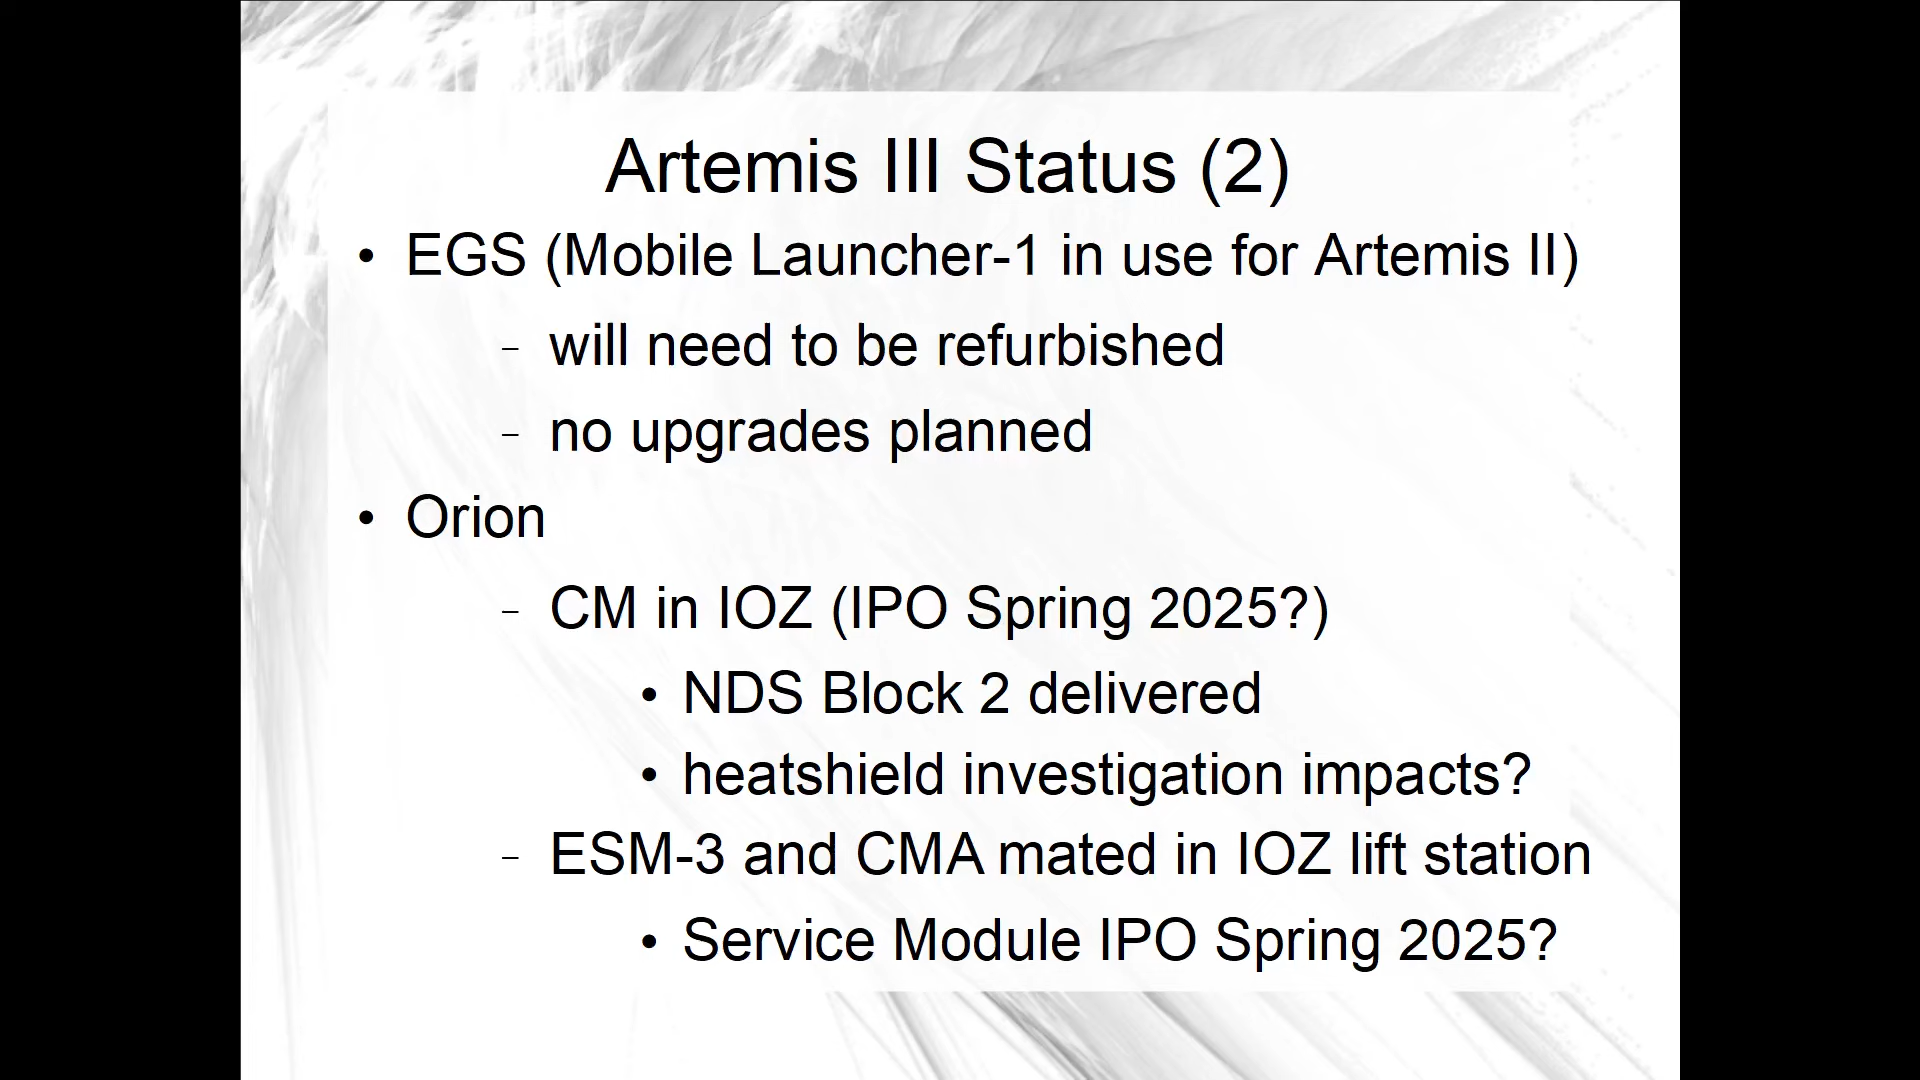 Artemis III Status (2)
• EGS (Mobile Launcher-1 in use for Artemis II)
– will need to be refurbished
– no upgrades planned
• Orion
– CM in IOZ (IPO Spring 2025?)
• NDS Block 2 delivered
• heatshield investigation impacts?
– ESM-3 and CMA mated in IOZ lift station
• Service Module IPO Spring 2025?